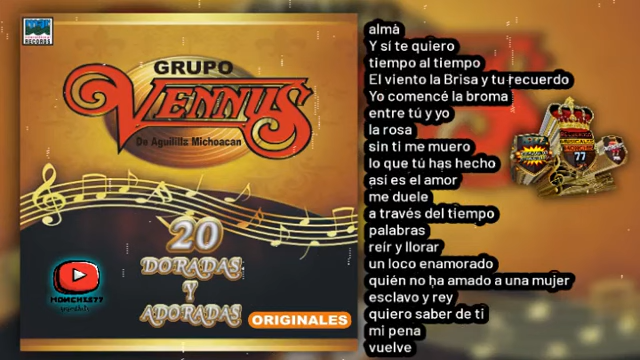 RECORDS
GRUPO
VENNUS
De Aguililla Michoacan
20
DORADAS
Y
ADORADAS
ORIGINALES
MONCHIS77
almá
Y sí te quiero
tiempo al tiempo
El viento la Brisa y tu recuerdo
Yo comencé la broma
entre tú y yo
la rosa
sin ti me muero
lo que tú has hecho
así es el amor
me duele
a través del tiempo
palabras
reír y llorar
un loco enamorado
quién no ha amado a una mujer
esclavo y rey
quiero saber de ti
mi pena
vuelve
77